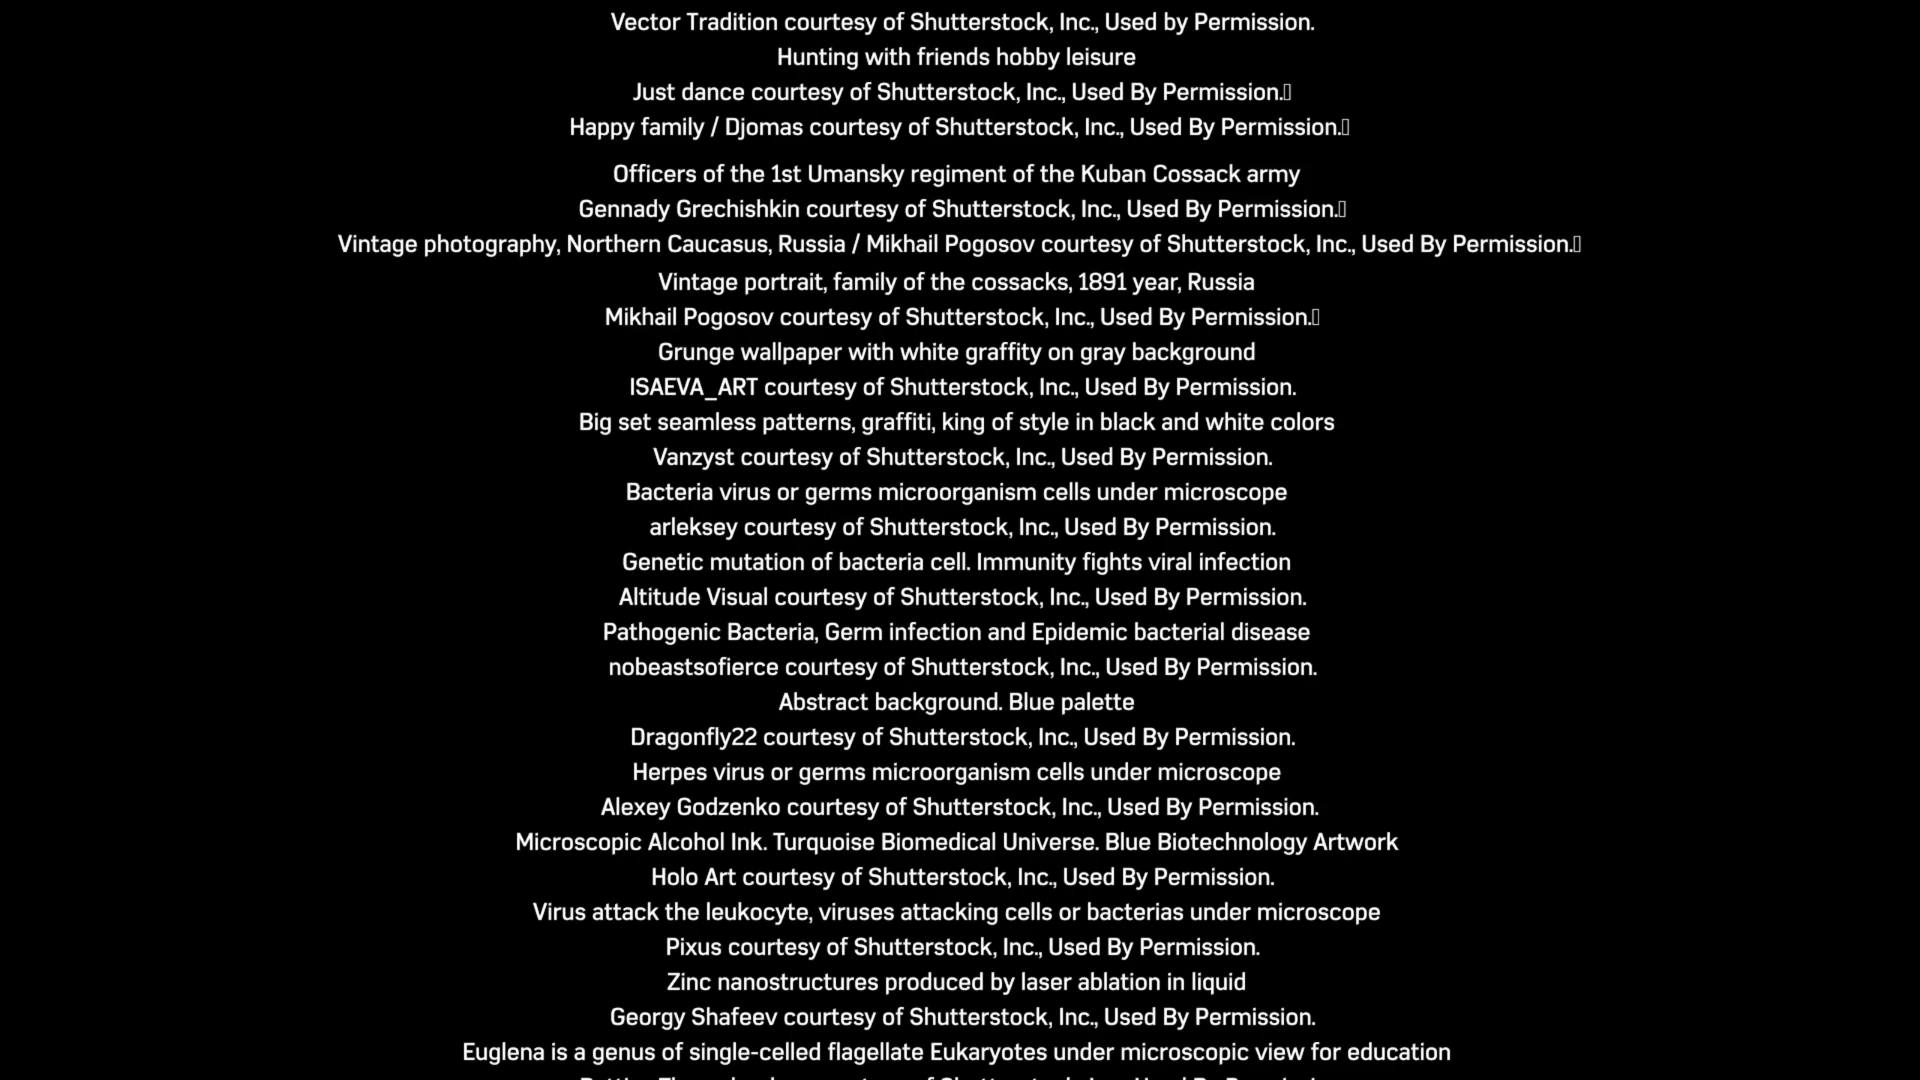 Vector Tradition courtesy of Shutterstock, Inc., Used by Permission.
Hunting with friends hobby leisure
Just dance courtesy of Shutterstock, Inc., Used By Permission.
Happy family / Djomas courtesy of Shutterstock, Inc., Used By Permission.
Officers of the 1st Umansky regiment of the Kuban Cossack army
Gennady Grechishkin courtesy of Shutterstock, Inc., Used By Permission.
Vintage photography, Northern Caucasus, Russia / Mikhail Pogosov courtesy of Shutterstock, Inc., Used By Permission.
Vintage portrait, family of the cossacks, 1891 year, Russia
Mikhail Pogosov courtesy of Shutterstock, Inc., Used By Permission.
Grunge wallpaper with white graffity on gray background
ISAEVA_ART courtesy of Shutterstock, Inc., Used By Permission.
Big set seamless patterns, graffiti, king of style in black and white colors
Vanzyst courtesy of Shutterstock, Inc., Used By Permission.
Bacteria virus or germs microorganism cells under microscope
arleksey courtesy of Shutterstock, Inc., Used By Permission.
Genetic mutation of bacteria cell. Immunity fights viral infection
Altitude Visual courtesy of Shutterstock, Inc., Used By Permission.
Pathogenic Bacteria, Germ infection and Epidemic bacterial disease
nobeastsofierce courtesy of Shutterstock, Inc., Used By Permission.
Abstract background. Blue palette
Dragonfly22 courtesy of Shutterstock, Inc., Used By Permission.
Herpes virus or germs microorganism cells under microscope
Alexey Godzenko courtesy of Shutterstock, Inc., Used By Permission.
Microscopic Alcohol Ink. Turquoise Biomedical Universe. Blue Biotechnology Artwork
Holo Art courtesy of Shutterstock, Inc., Used By Permission.
Virus attack the leukocyte, viruses attacking cells or bacterias under microscope
Pixus courtesy of Shutterstock, Inc., Used By Permission.
Zinc nanostructures produced by laser ablation in liquid
Georgy Shafeev courtesy of Shutterstock, Inc., Used By Permission.
Euglena is a genus of single-celled flagellate Eukaryotes under microscopic view for education